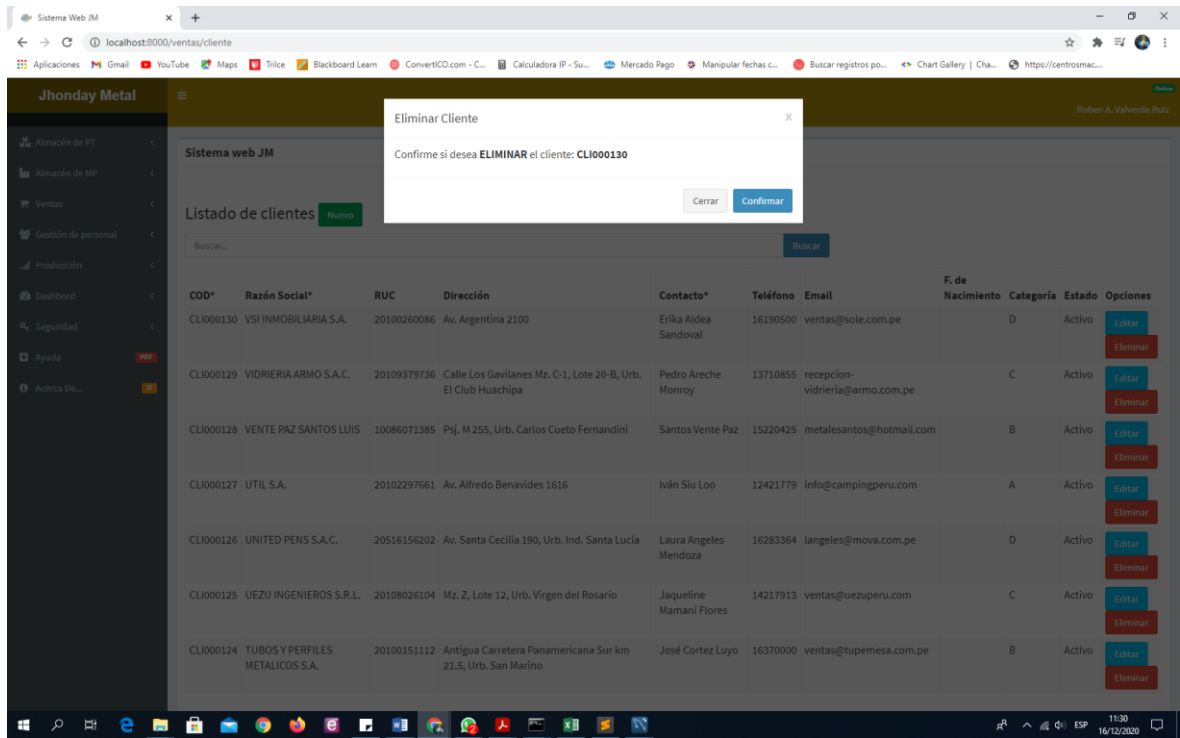 Sistema Web JM
localhost:8000/ventas/cliente
Aplicaciones Gmail YouTube Maps Trilce Blackboard Learn ConvertICO.com - C... Calculadora IP - Su... Mercado Pago Manipular fechas c... Buscar registros po... Chart Gallery | Cha... https://centrosmac....
Jhonday Metal
Online
Ruben A. Valverde Ruiz
Eliminar Cliente X
Confirme si desea ELIMINAR el cliente: CLI000130
Cerrar Confirmar
Almacén de PT
Almacén de MP
Ventas
Gestión de personal
Producción
Dashbord
Seguridad
Ayuda PDF
Acerca De... IT
Sistema web JM
Listado de clientes Nuevo
Buscar... Buscar
COD* Razón Social* RUC Dirección Contacto* Teléfono Email F. de Nacimiento Categoría Estado Opciones
CLI000130 VSI INMOBILIARIA S.A. 20100260086 Av. Argentina 2100 Erika Aldea Sandoval 16190500 ventas@sole.com.pe D Activo Editar Eliminar
CLI000129 VIDRIERIA ARMO S.A.C. 20109379736 Calle Los Gavilanes Mz. C-1, Lote 20-B, Urb. El Club Huachipa Pedro Areche Monroy 13710855 recepcion-vidrieria@armo.com.pe C Activo Editar Eliminar
CLI000128 VENTE PAZ SANTOS LUIS 10086071385 Psj. M 255, Urb. Carlos Cueto Fernandini Santos Vente Paz 15220425 metalesantos@hotmail.com B Activo Editar Eliminar
CLI000127 UTIL S.A. 20102297661 Av. Alfredo Benavides 1616 Iván Siu Loo 12421779 info@campingperu.com A Activo Editar Eliminar
CLI000126 UNITED PENS S.A.C. 20516156202 Av. Santa Cecilia 190, Urb. Ind. Santa Lucía Laura Angeles Mendoza 16283364 langeles@mova.com.pe D Activo Editar Eliminar
CLI000125 UEZU INGENIEROS S.R.L. 20108026104 Mz. Z, Lote 12, Urb. Virgen del Rosario Jaqueline Mamani Flores 14217913 ventas@uezuperu.com C Activo Editar Eliminar
CLI000124 TUBOS Y PERFILES METALICOS S.A. 20100151112 Antigua Carretera Panamericana Sur km 21.5, Urb. San Marino José Cortez Luyo 16370000 ventas@tupemesa.com.pe B Activo Editar Eliminar
ESP
11:30
16/12/2020